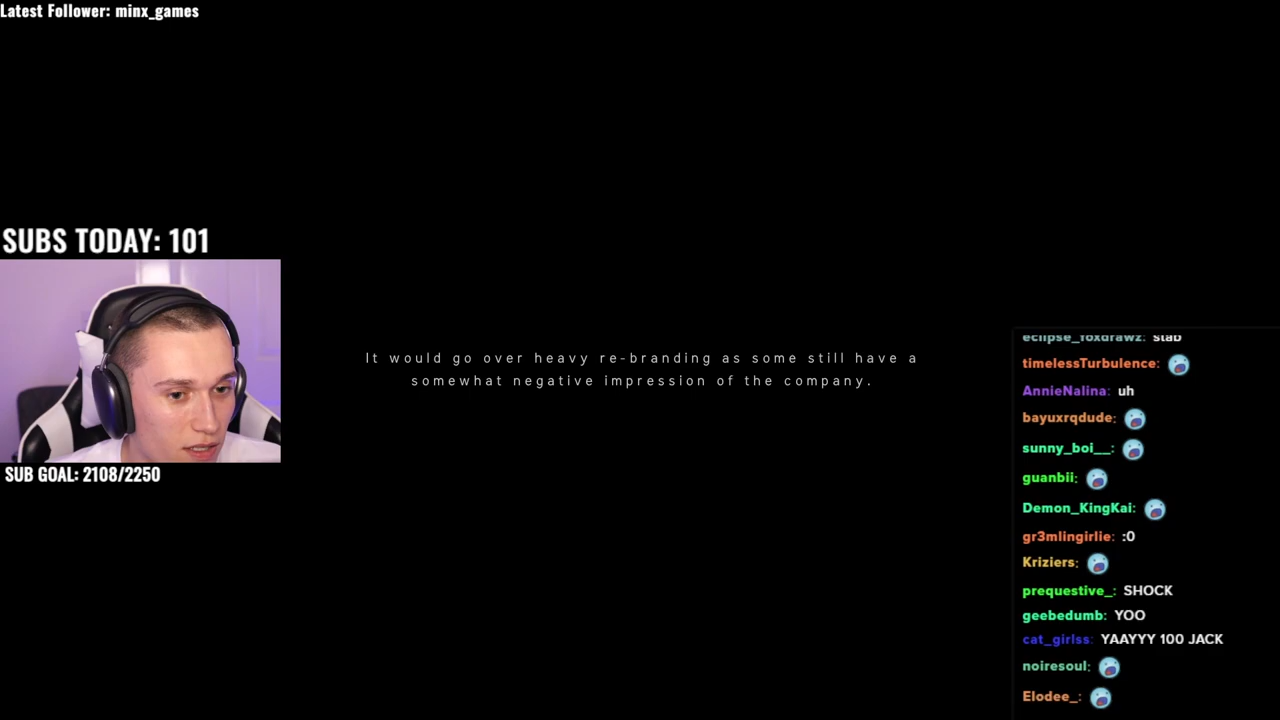 Latest Follower: minx_games
SUBS TODAY: 101
SUB GOAL: 2108/2250
It would go over heavy re-branding as some still have a
somewhat negative impression of the company.
eclipse_foxdrawz: stab
timelessTurbulence:
AnnieNalina: uh
bayuxrqdude:
sunny_boi__:
guanbii:
Demon_KingKai:
gr3mlingirlie: :0
Kriziers:
prequestive_: SHOCK
geebedumb: YOO
cat_girlss: YAAYYY 100 JACK
noiresoul:
Elodee_: